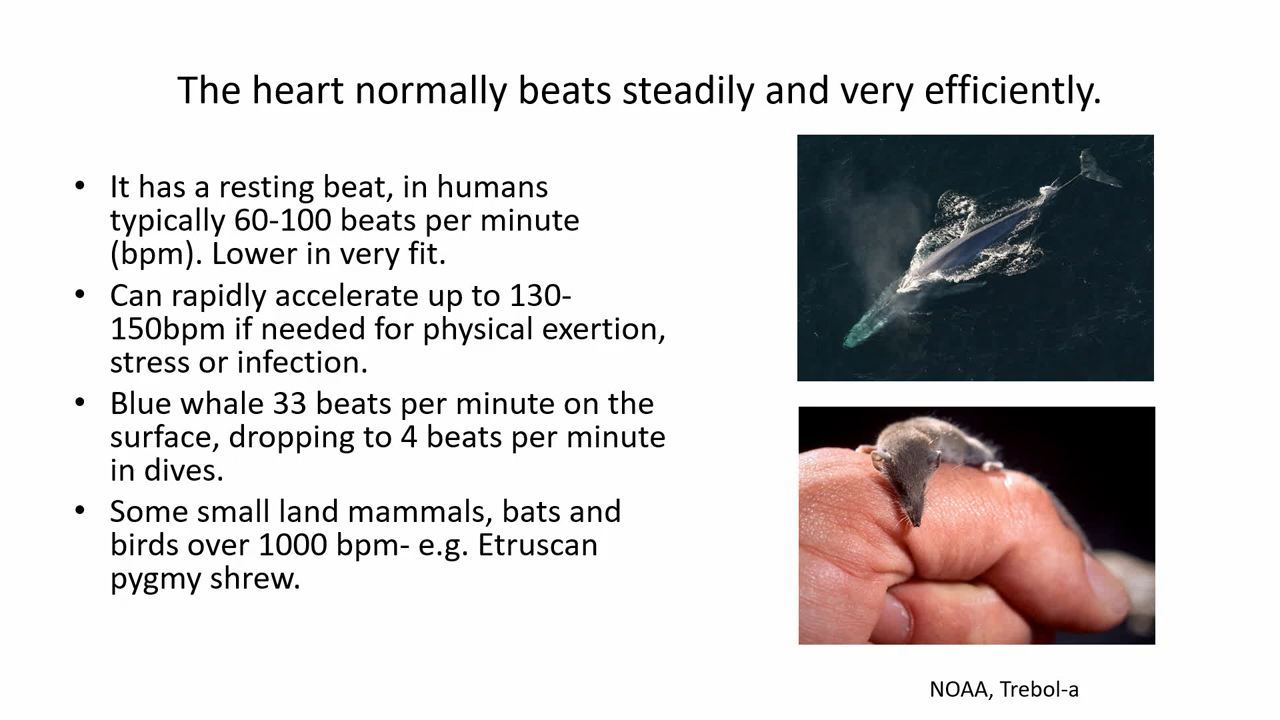 The heart normally beats steadily and very efficiently.
• It has a resting beat, in humans
typically 60-100 beats per minute
(bpm). Lower in very fit.
• Can rapidly accelerate up to 130-
150bpm if needed for physical exertion,
stress or infection.
• Blue whale 33 beats per minute on the
surface, dropping to 4 beats per minute
in dives.
• Some small land mammals, bats and
birds over 1000 bpm- e.g. Etruscan
pygmy shrew.
NOAA, Trebol-a